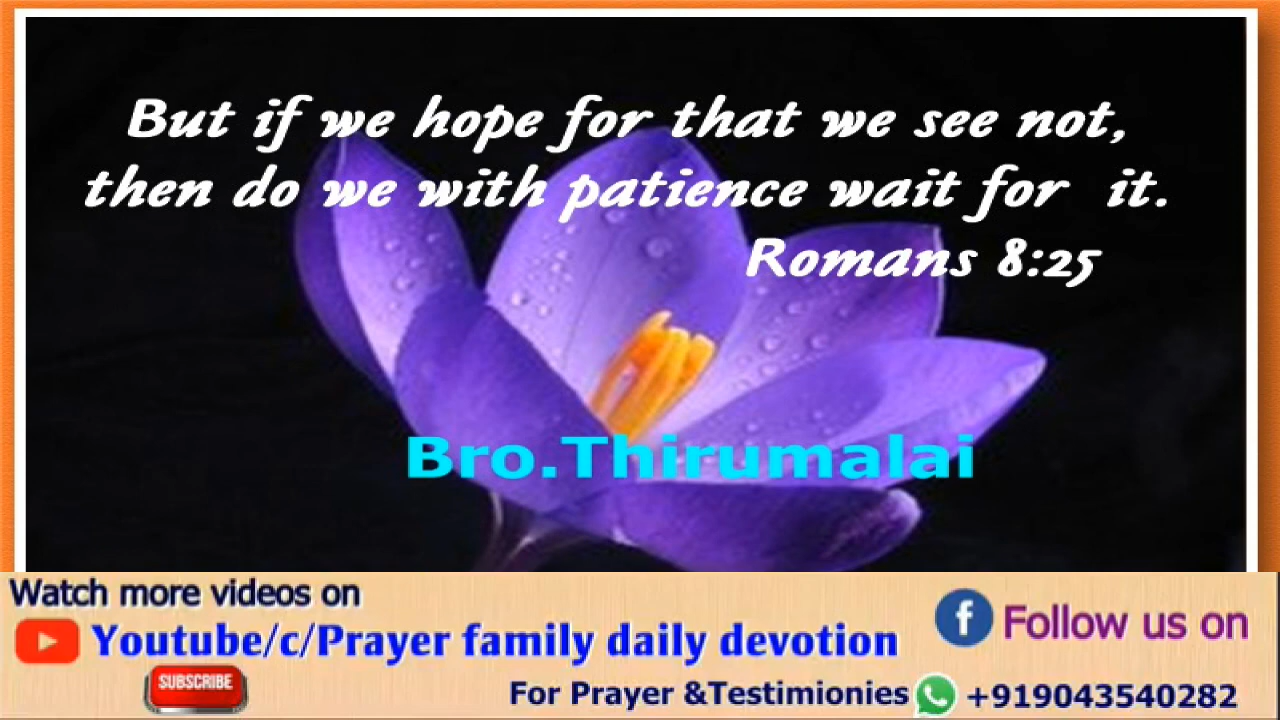 But if we hope for that we see not,
then do we with patience wait for it.
Romans 8:25
Bro.Thirumalai
Watch more videos on
Youtube/c/Prayer family daily devotion
SUBSCRIBE
f Follow us on
For Prayer &Testimionies +919043540282